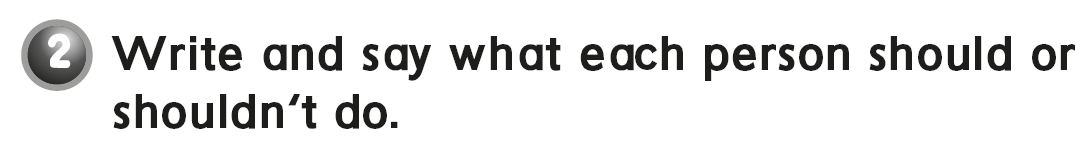 2 Write and say what each person should or
shouldn't do.